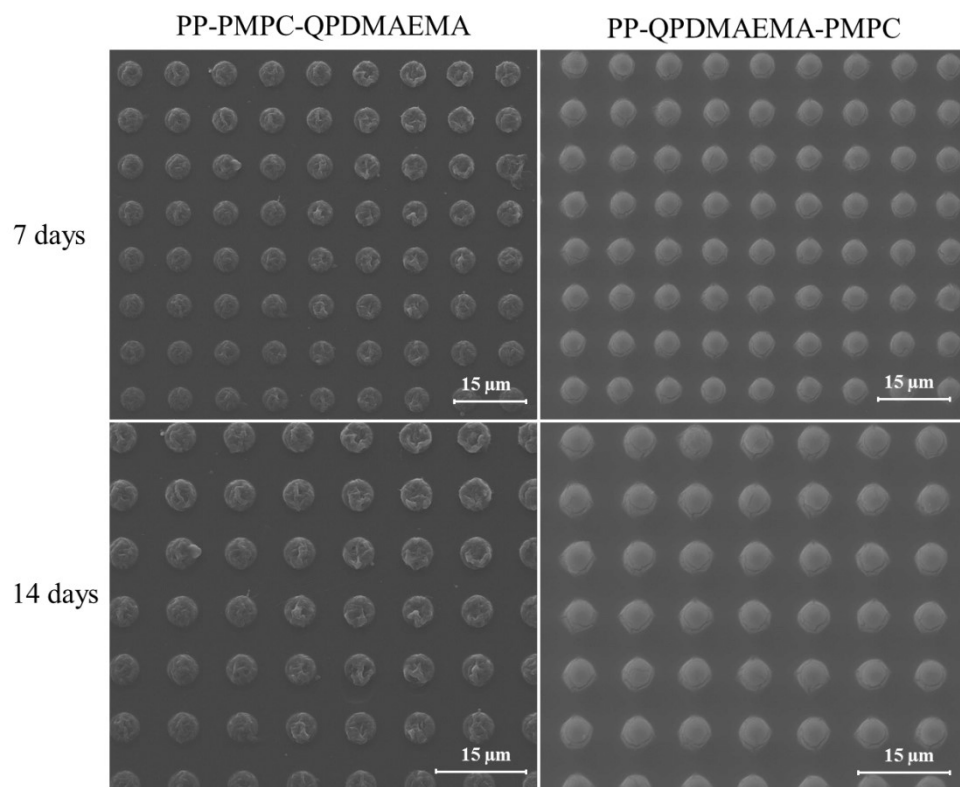 PP-PMPC-QPDMAEMA
PP-QPDMAEMA-PMPC
7 days
15 µm
15 µm
14 days
15 µm
15 µm